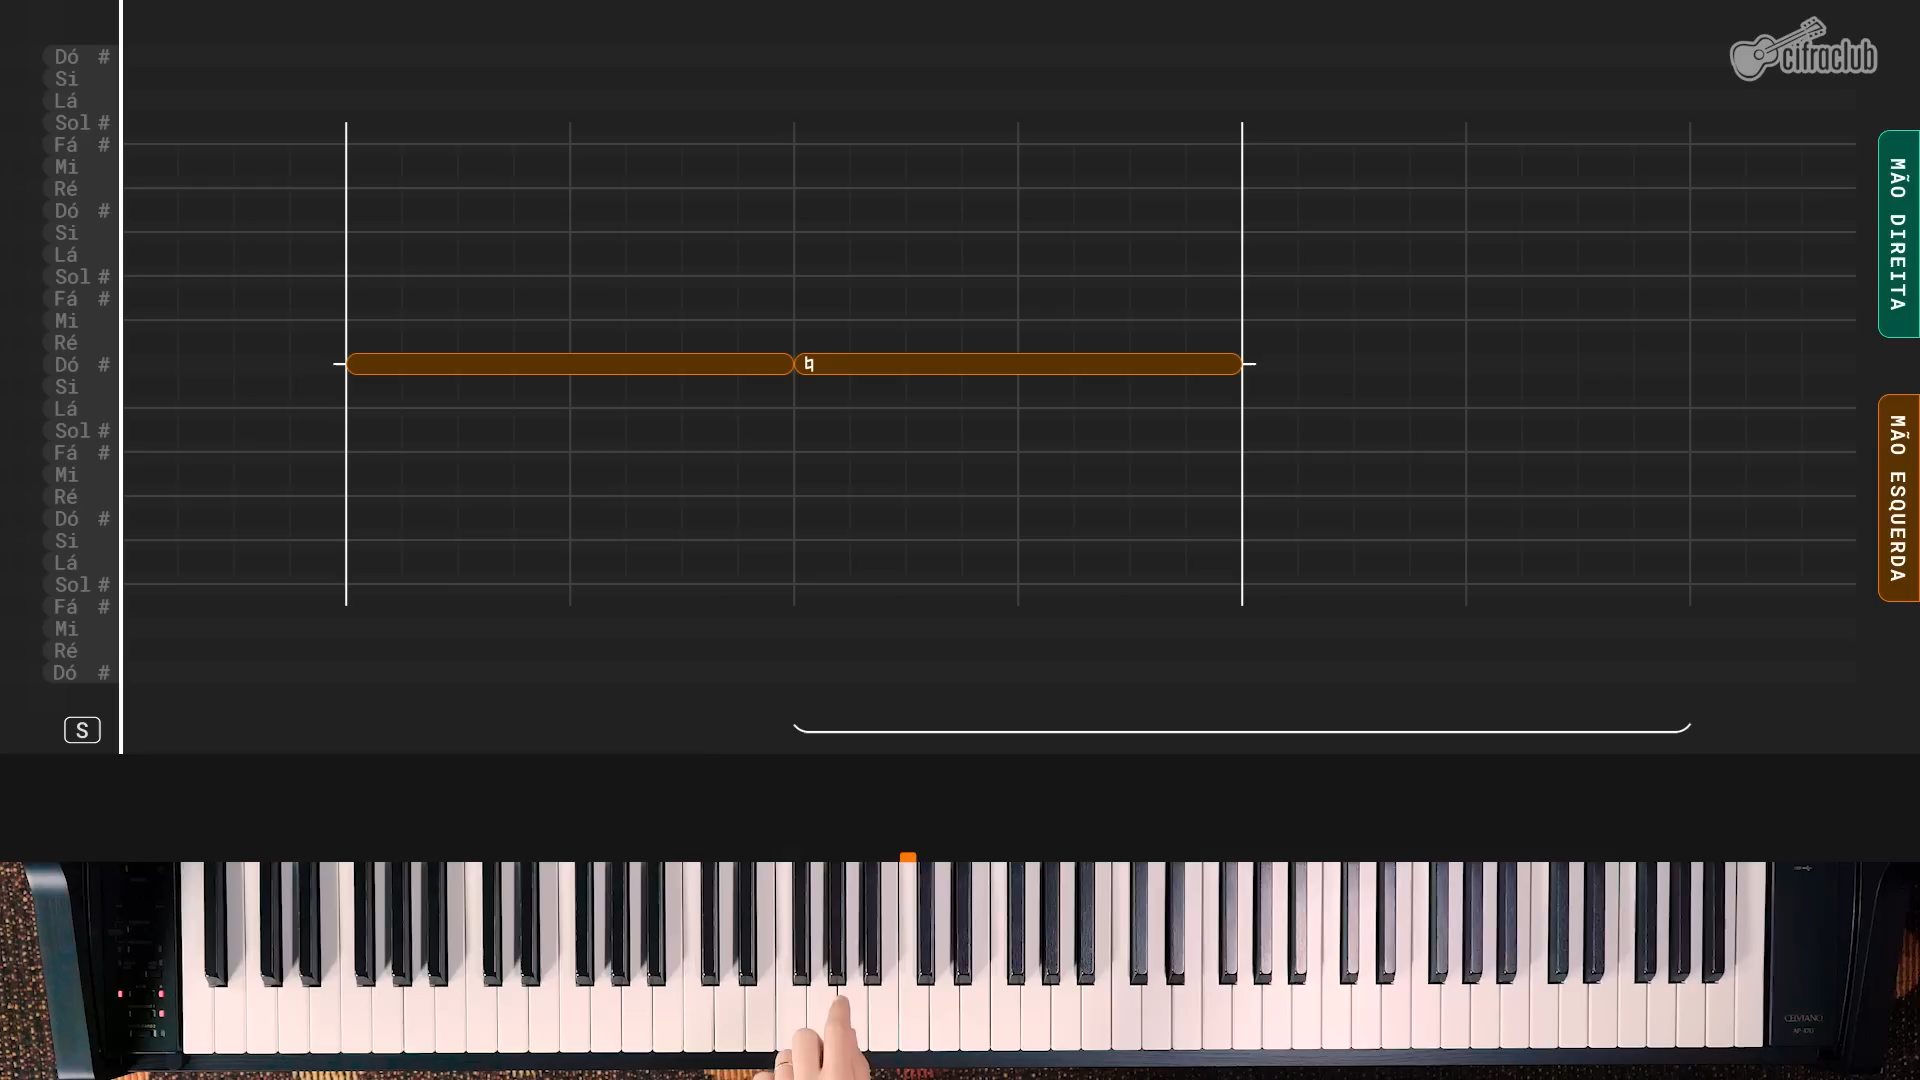 cifraclub
Dó #
Si
Lá
Sol #
Fá #
Mi
Ré
Dó #
Si
Lá
Sol #
Fá #
Mi
Ré
Dó #
Si
Lá
Sol #
Fá #
Mi
Ré
Dó #
Si
Lá
Sol #
Fá #
Mi
Ré
Dó #
S
MÃO DIREITA
MÃO ESQUERDA
CELVIANO